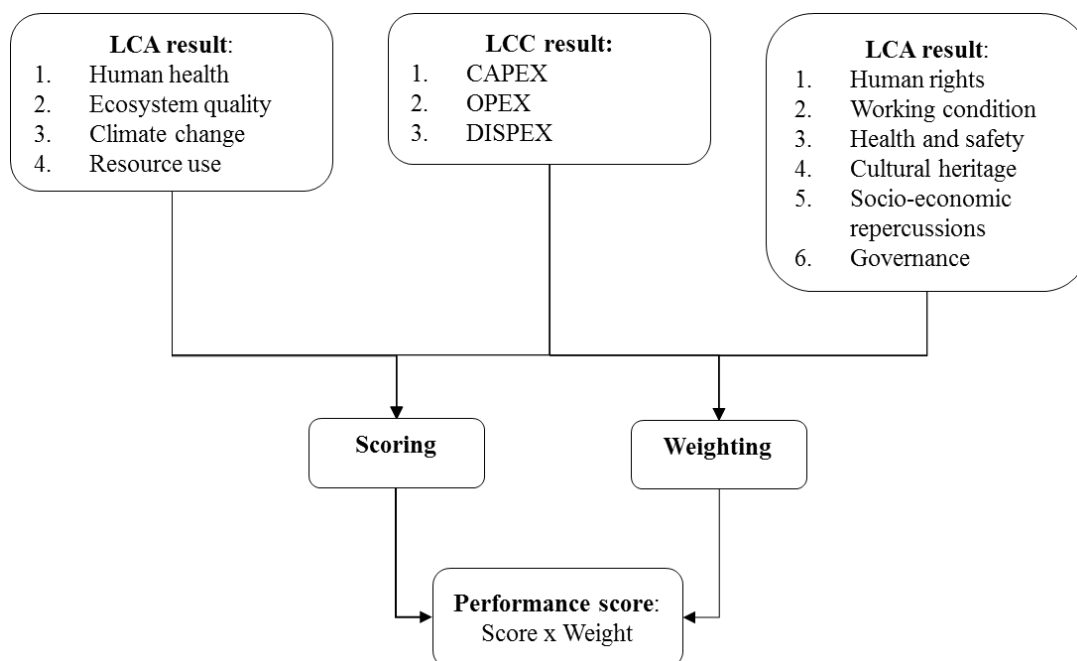 LCA result:
1. Human health
2. Ecosystem quality
3. Climate change
4. Resource use
LCC result:
1. CAPEX
2. OPEX
3. DISPEX
LCA result:
1. Human rights
2. Working condition
3. Health and safety
4. Cultural heritage
5. Socio-economic
repercussions
6. Governance
Scoring
Weighting
Performance score:
Score x Weight